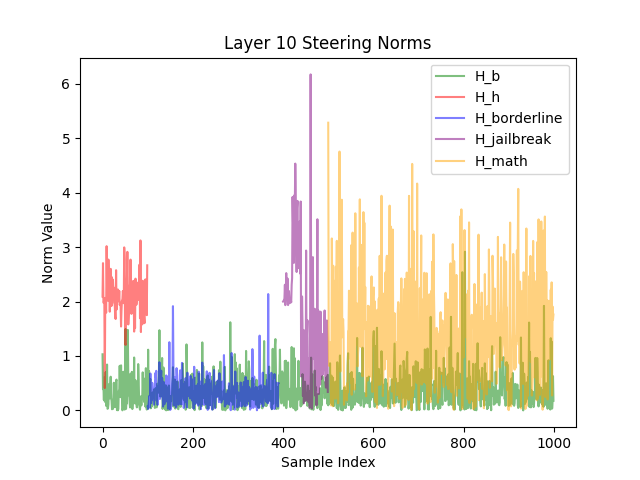 Layer 10 Steering Norms
H_b
H_h
H_borderline
H_jailbreak
H_math
Norm Value
6
5
4
3
2
1
0
0 200 400 600 800 1000
Sample Index